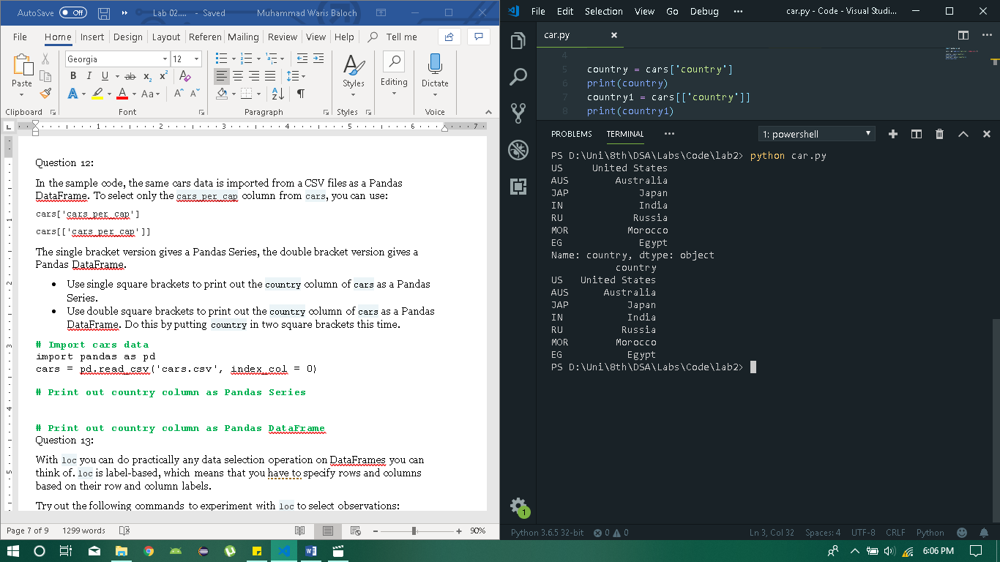 AutoSave Off Lab 02.... - Saved Muhammad Waris Baloch
File Home Insert Design Layout Referen Mailing Review View Help Tell me
Paste
Georgia 12
B I U ab x₂ x² A
A A Aa A A
Styles
Editing
Dictate
Clipboard Font Paragraph Styles Voice
L 1 2 3 4 5 6 7
Question 12:
In the sample code, the same cars data is imported from a CSV files as a Pandas
DataFrame. To select only the cars_per_cap column from cars, you can use:
cars['cars_per_cap']
cars[['cars_per_cap']]
The single bracket version gives a Pandas Series, the double bracket version gives a
Pandas DataFrame.
• Use single square brackets to print out the country column of cars as a Pandas
Series.
• Use double square brackets to print out the country column of cars as a Pandas
DataFrame. Do this by putting country in two square brackets this time.
# Import cars data
import pandas as pd
cars = pd.read_csv('cars.csv', index_col = 0)
# Print out country column as Pandas Series
# Print out country column as Pandas DataFrame
Question 13:
With loc you can do practically any data selection operation on DataFrames you can
think of. loc is label-based, which means that you have to specify rows and columns
based on their row and column labels.
Try out the following commands to experiment with loc to select observations:
1
2
3
4
5
Page 7 of 9 1299 words 90%
File Edit Selection View Go Debug ... car.py - Code - Visual Studi...
car.py
4
5 country = cars['country']
6 print(country)
7 country1 = cars[['country']]
8 print(country1)
PROBLEMS TERMINAL ... 1: powershell
PS D:\Uni\8th\DSA\Labs\Code\lab2> python car.py
US United States
AUS Australia
JAP Japan
IN India
RU Russia
MOR Morocco
EG Egypt
Name: country, dtype: object
country
US United States
AUS Australia
JAP Japan
IN India
RU Russia
MOR Morocco
EG Egypt
PS D:\Uni\8th\DSA\Labs\Code\lab2>
1
Python 3.6.5 32-bit 0 0 Ln 3, Col 32 Spaces: 4 UTF-8 CRLF Python
6:06 PM